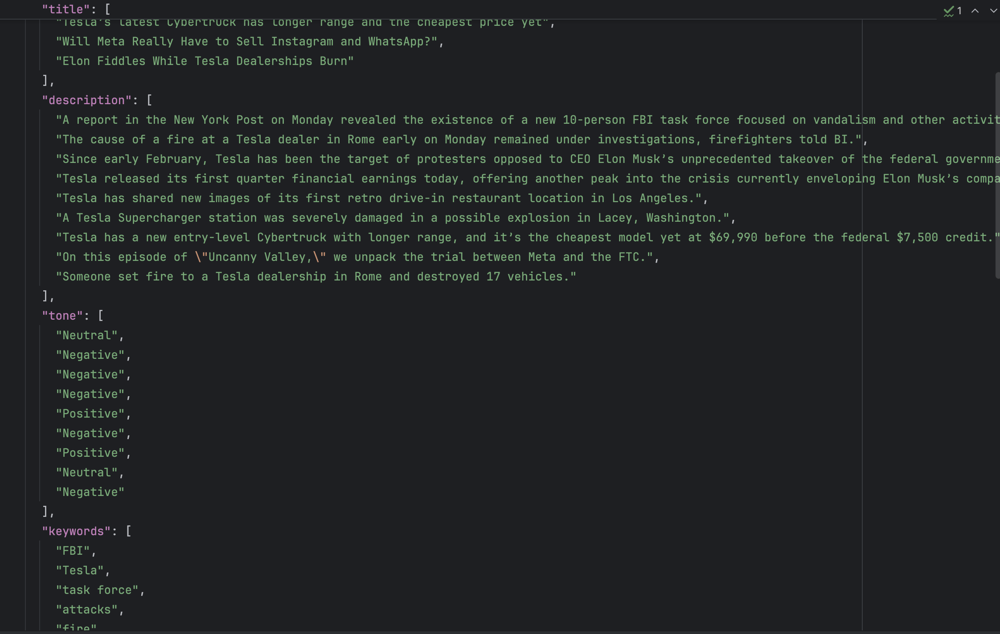 "title": [
1
"Tesla’s latest Cybertruck has longer range and the cheapest price yet",
"Will Meta Really Have to Sell Instagram and WhatsApp?",
"Elon Fiddles While Tesla Dealerships Burn"
],
"description": [
"A report in the New York Post on Monday revealed the existence of a new 10-person FBI task force focused on vandalism and other activit
"The cause of a fire at a Tesla dealer in Rome early on Monday remained under investigations, firefighters told BI.",
"Since early February, Tesla has been the target of protesters opposed to CEO Elon Musk’s unprecedented takeover of the federal governme
"Tesla released its first quarter financial earnings today, offering another peak into the crisis currently enveloping Elon Musk’s compa
"Tesla has shared new images of its first retro drive-in restaurant location in Los Angeles.",
"A Tesla Supercharger station was severely damaged in a possible explosion in Lacey, Washington.",
"Tesla has a new entry-level Cybertruck with longer range, and it’s the cheapest model yet at $69,990 before the federal $7,500 credit."
"On this episode of \"Uncanny Valley,\" we unpack the trial between Meta and the FTC.",
"Someone set fire to a Tesla dealership in Rome and destroyed 17 vehicles."
],
"tone": [
"Neutral",
"Negative",
"Negative",
"Negative",
"Positive",
"Negative",
"Positive",
"Neutral",
"Negative"
],
"keywords": [
"FBI",
"Tesla",
"task force",
"attacks",
"fire"